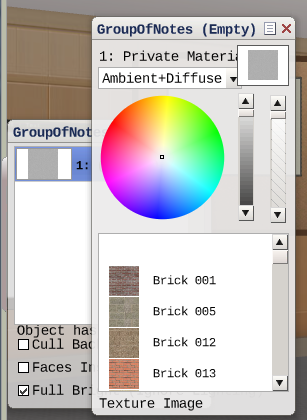 GroupOfNotes (Empty)
1: Private Materia
Ambient+Diffuse
GroupOfNote
1:
Brick 001
Brick 005
Brick 012
Brick 013
Object has
Cull Bac
Faces In
Full Bri
Texture Image